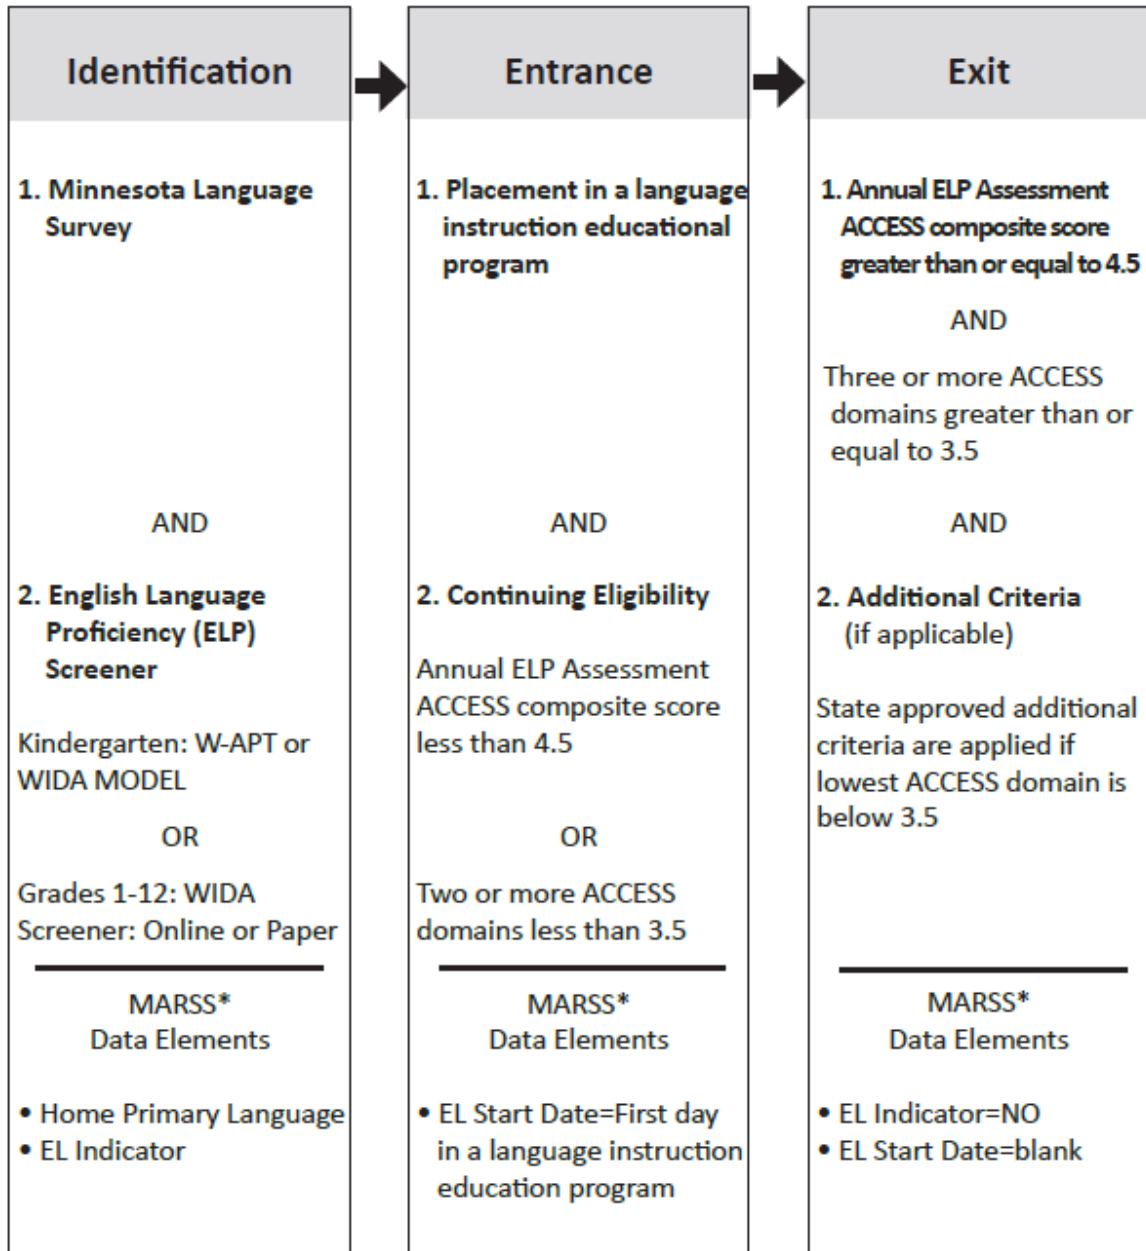 Identification
1. Minnesota Language
Survey
AND
2. English Language
Proficiency (ELP)
Screener
Kindergarten: W-APT or
WIDA MODEL
OR
Grades 1-12: WIDA
Screener: Online or Paper
MARSS*
Data Elements
• Home Primary Language
• EL Indicator
Entrance
1. Placement in a language
instruction educational
program
AND
2. Continuing Eligibility
Annual ELP Assessment
ACCESS composite score
less than 4.5
OR
Two or more ACCESS
domains less than 3.5
MARSS*
Data Elements
• EL Start Date=First day
in a language instruction
education program
Exit
1. Annual ELP Assessment
ACCESS composite score
greater than or equal to 4.5
AND
Three or more ACCESS
domains greater than or
equal to 3.5
AND
2. Additional Criteria
(if applicable)
State approved additional
criteria are applied if
lowest ACCESS domain is
below 3.5
MARSS*
Data Elements
• EL Indicator=NO
• EL Start Date=blank